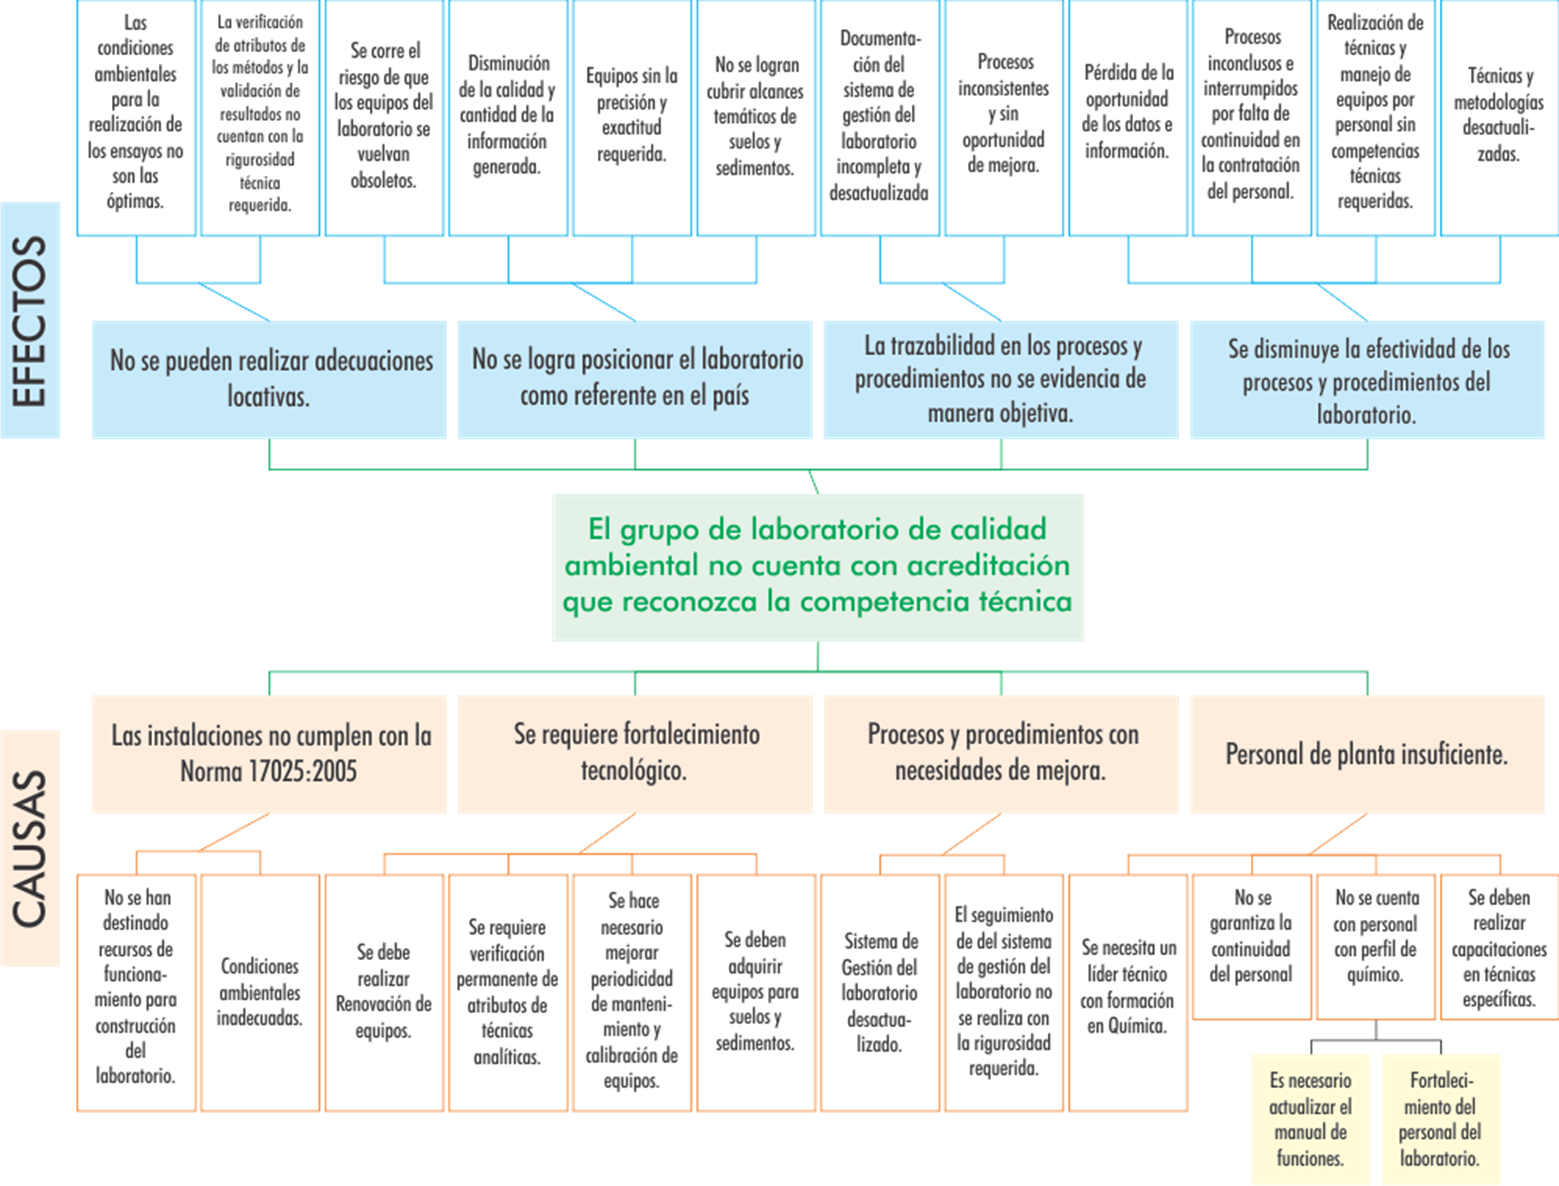 Las
condiciones
ambientales
para la
realización de
los ensayos no
son las
óptimas.
La verificación
de atributos de
los métodos y la
validación de
resultados no
cuentan con la
rigurosidad
técnica
requerida.
Se corre el
riesgo de que
los equipos del
laboratorio se
vuelvan
obsoletos.
Disminución
de la calidad y
cantidad de la
información
generada.
Equipos sin la
precisión y
exactitud
requerida.
No se logran
cubrir alcances
temáticos de
suelos y
sedimentos.
Documenta-
ción del
sistema de
gestión del
laboratorio
incompleta y
desactualizada
Procesos
inconsistentes
y sin
oportunidad
de mejora.
Pérdida de la
oportunidad
de los datos e
información.
Procesos
inconclusos e
interrumpidos
por falta de
continuidad en
la contratación
del personal.
Realización de
técnicas y
manejo de
equipos por
personal sin
competencias
técnicas
requeridas.
Técnicas y
metodologías
desactuali-
zadas.
EFECTOS
No se pueden realizar adecuaciones
locativas.
No se logra posicionar el laboratorio
como referente en el país
La trazabilidad en los procesos y
procedimientos no se evidencia de
manera objetiva.
Se disminuye la efectividad de los
procesos y procedimientos del
laboratorio.
El grupo de laboratorio de calidad
ambiental no cuenta con acreditación
que reconozca la competencia técnica
CAUSAS
Las instalaciones no cumplen con la
Norma 17025:2005
Se requiere fortalecimiento
tecnológico.
Procesos y procedimientos con
necesidades de mejora.
Personal de planta insuficiente.
No se han
destinado
recursos de
funciona-
miento para
construcción
del
laboratorio.
Condiciones
ambientales
inadecuadas.
Se debe
realizar
Renovación de
equipos.
Se requiere
verificación
permanente de
atributos de
técnicas
analíticas.
Se hace
necesario
mejorar
periodicidad
de manteni-
miento y
calibración de
equipos.
Se deben
adquirir
equipos para
suelos y
sedimentos.
Sistema de
Gestión del
laboratorio
desactua-
lizado.
El seguimiento
de del sistema
de gestión del
laboratorio no
se realiza con
la rigurosidad
requerida.
Se necesita un
líder técnico
con formación
en Química.
No se
garantiza la
continuidad
del personal
No se cuenta
con personal
con perfil de
químico.
Se deben
realizar
capacitaciones
en técnicas
específicas.
Es necesario
actualizar el
manual de
funciones.
Fortaleci-
miento del
personal del
laboratorio.